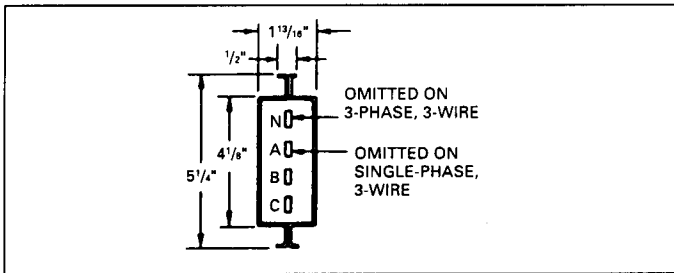 1 13/16"
1/2"
OMITTED ON
3-PHASE, 3-WIRE
N
A
4 1/8"
OMITTED ON
SINGLE-PHASE,
3-WIRE
B
5 1/4"
C